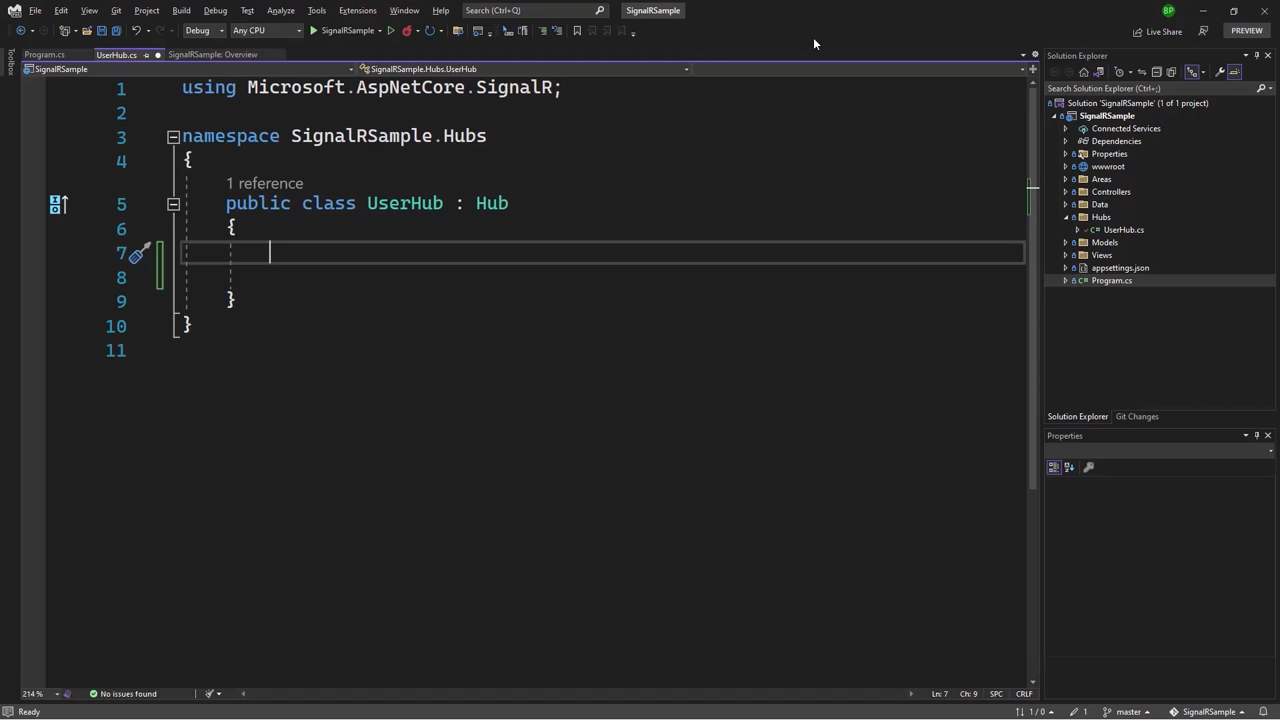 File Edit View Git Project Build Debug Test Analyze Tools Extensions Window Help Search (Ctrl+Q) SignalRSample BP
Debug Any CPU SignalRSample Live Share PREVIEW
Toolbox
Program.cs UserHub.cs SignalRSample: Overview
SignalRSample SignalRSample.Hubs.UserHub
1 using Microsoft.AspNetCore.SignalR;
2
3 namespace SignalRSample.Hubs
4 {
1 reference
5 public class UserHub : Hub
6 {
7
8
9 }
10 }
11
Solution Explorer
Search Solution Explorer (Ctrl+;)
Solution 'SignalRSample' (1 of 1 project)
SignalRSample
Connected Services
Dependencies
Properties
wwwroot
Areas
Controllers
Data
Hubs
C# UserHub.cs
Models
Views
appsettings.json
C# Program.cs
Solution Explorer Git Changes
Properties
214 % No issues found Ln: 7 Ch: 9 SPC CRLF
Ready 1 / 0 1 master SignalRSample